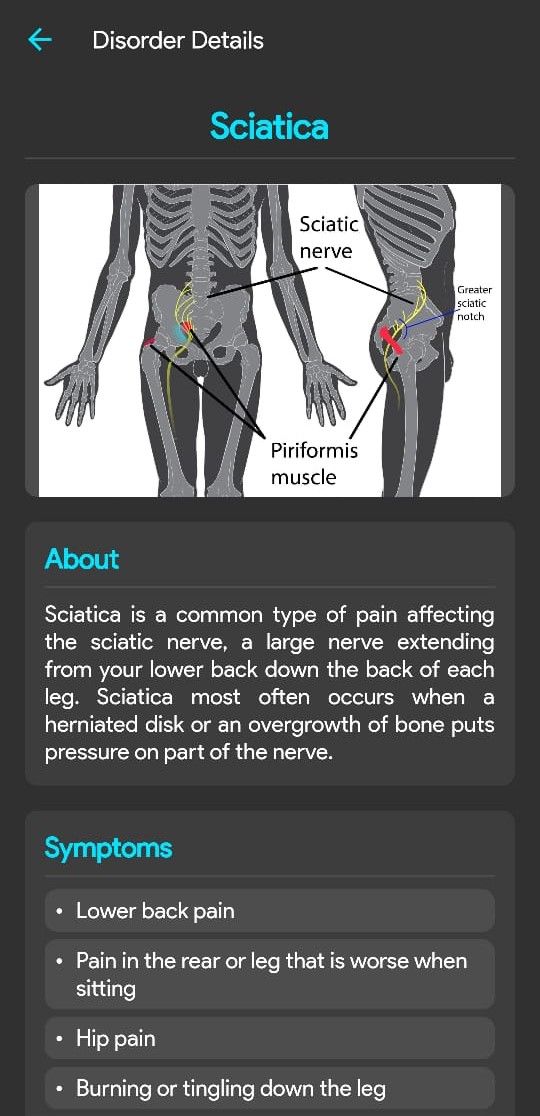 Disorder Details
Sciatica
Sciatic
nerve
Greater
sciatic
notch
Piriformis
muscle
About
Sciatica is a common type of pain affecting
the sciatic nerve, a large nerve extending
from your lower back down the back of each
leg. Sciatica most often occurs when a
herniated disk or an overgrowth of bone puts
pressure on part of the nerve.
Symptoms
• Lower back pain
• Pain in the rear or leg that is worse when
sitting
• Hip pain
• Burning or tingling down the leg